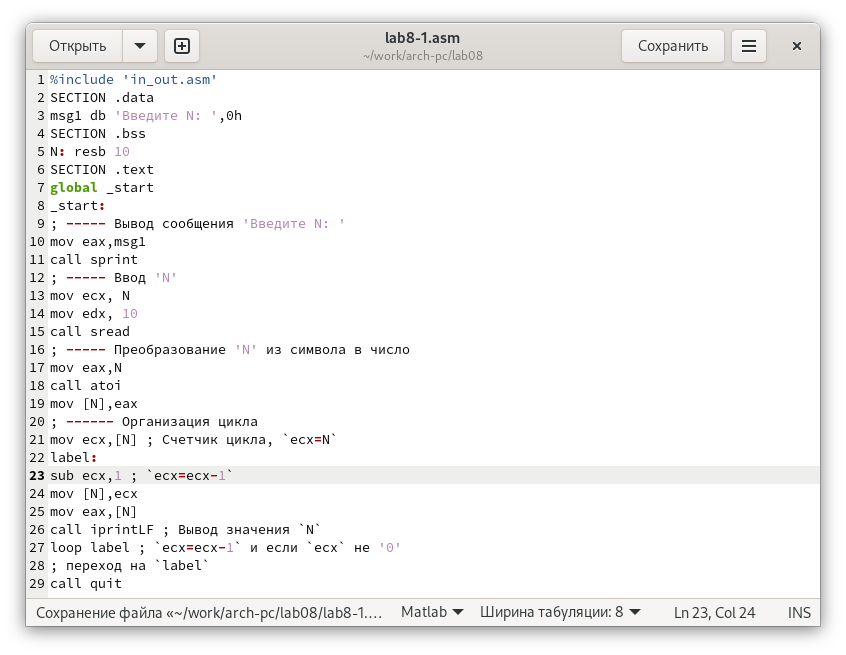 Открыть
lab8-1.asm
~/work/arch-pc/lab08
Сохранить
1 %include 'in_out.asm'
2 SECTION .data
3 msg1 db 'Введите N: ',0h
4 SECTION .bss
5 N: resb 10
6 SECTION .text
7 global _start
8 _start:
9 ; ----- Вывод сообщения 'Введите N: '
10 mov eax,msg1
11 call sprint
12 ; ----- Ввод 'N'
13 mov ecx, N
14 mov edx, 10
15 call sread
16 ; ----- Преобразование 'N' из символа в число
17 mov eax,N
18 call atoi
19 mov [N],eax
20 ; ------ Организация цикла
21 mov ecx,[N] ; Счетчик цикла, `ecx=N`
22 label:
23 sub ecx,1 ; `ecx=ecx-1`
24 mov [N],ecx
25 mov eax,[N]
26 call iprintLF ; Вывод значения `N`
27 loop label ; `ecx=ecx-1` и если `ecx` не '0'
28 ; переход на `label`
29 call quit
Сохранение файла «~/work/arch-pc/lab08/lab8-1.... Matlab Ширина табуляции: 8 Ln 23, Col 24 INS